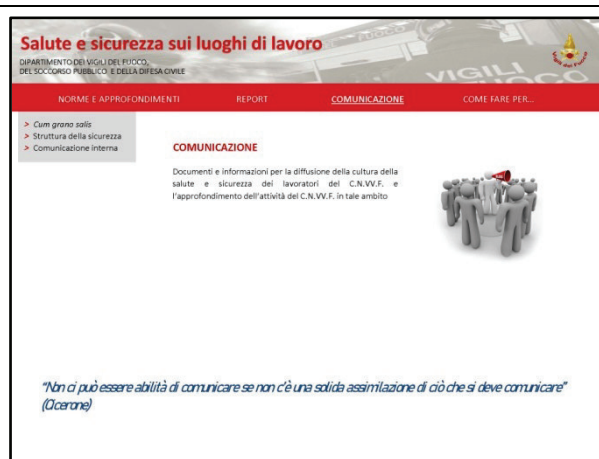 Salute e sicurezza sui luoghi di lavoro
DIPARTIMENTO DEI VIGILI DEL FUOCO,
DEL SOCCORSO PUBBLICO E DELLA DIFESA CIVILE
VIGILI
FUOCO
NORME E APPROFONDIMENTI REPORT COMUNICAZIONE COME FARE PER...
> Cum grano salis
> Struttura della sicurezza
> Comunicazione interna
COMUNICAZIONE
Documenti e informazioni per la diffusione della cultura della
salute e sicurezza dei lavoratori del C.N.VV.F. e
l'approfondimento dell'attività del C.N.VV.F. in tale ambito
"Non ci può essere abilità di comunicare se non c'è una solida assimilazione di ciò che si deve comunicare"
(Cicerone)